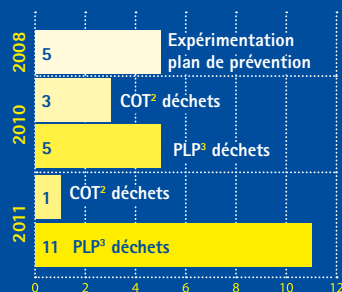 2008
5 Expérimentation
plan de prévention
2010
3 COT² déchets
5 PLP³ déchets
2011
1 COT² déchets
11 PLP³ déchets
0 2 4 6 8 10 12